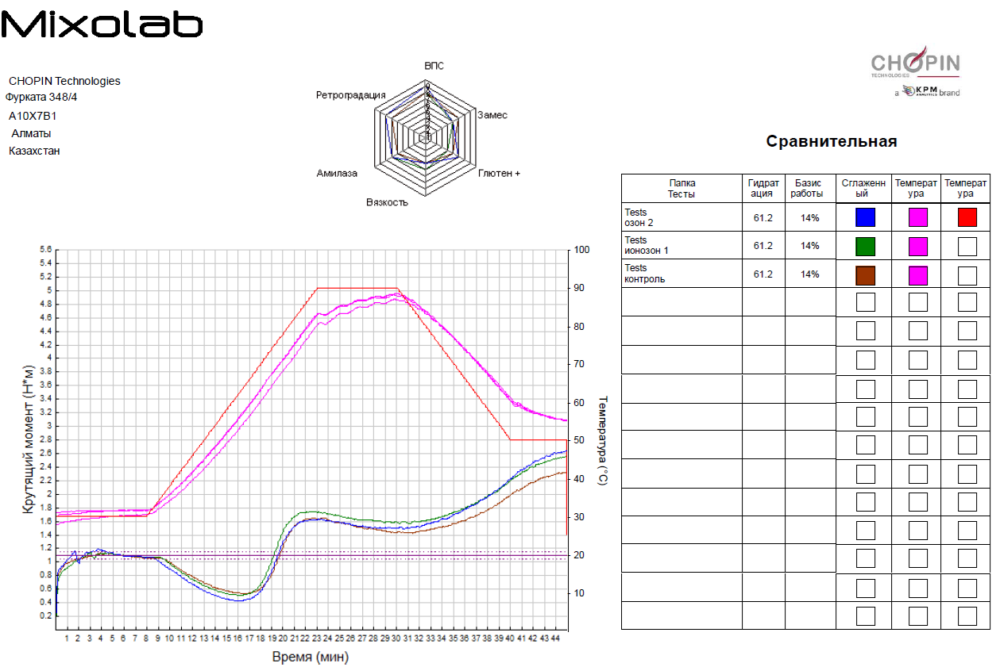 Mixolab
CHOPIN Technologies
Фурката 348/4
A10X7B1
Алматы
Казахстан
ВПС
Ретроградация
Замес
Амилаза
Глютен +
Вязкость
CHOPIN
TECHNOLOGIES
a KPM ANALYTICS brand
Сравнительная
Папка
Тесты
Гидрат
ация
Базис
работы
Сглаженн
ый
Температ
ура
Температ
ура
Tests
озон 2
61.2
14%
Tests
ионозон 1
61.2
14%
Tests
контроль
61.2
14%
Крутящий момент (Н*м)
5.6
5.4
5.2
5
4.8
4.6
4.4
4.2
4
3.8
3.6
3.4
3.2
3
2.8
2.6
2.4
2.2
2
1.8
1.6
1.4
1.2
1
0.8
0.6
0.4
0.2
100
90
80
70
60
50
40
30
20
10
Температура (°C)
1 2 3 4 5 6 7 8 9 10 11 12 13 14 15 16 17 18 19 20 21 22 23 24 25 26 27 28 29 30 31 32 33 34 35 36 37 38 39 40 41 42 43 44
Время (мин)